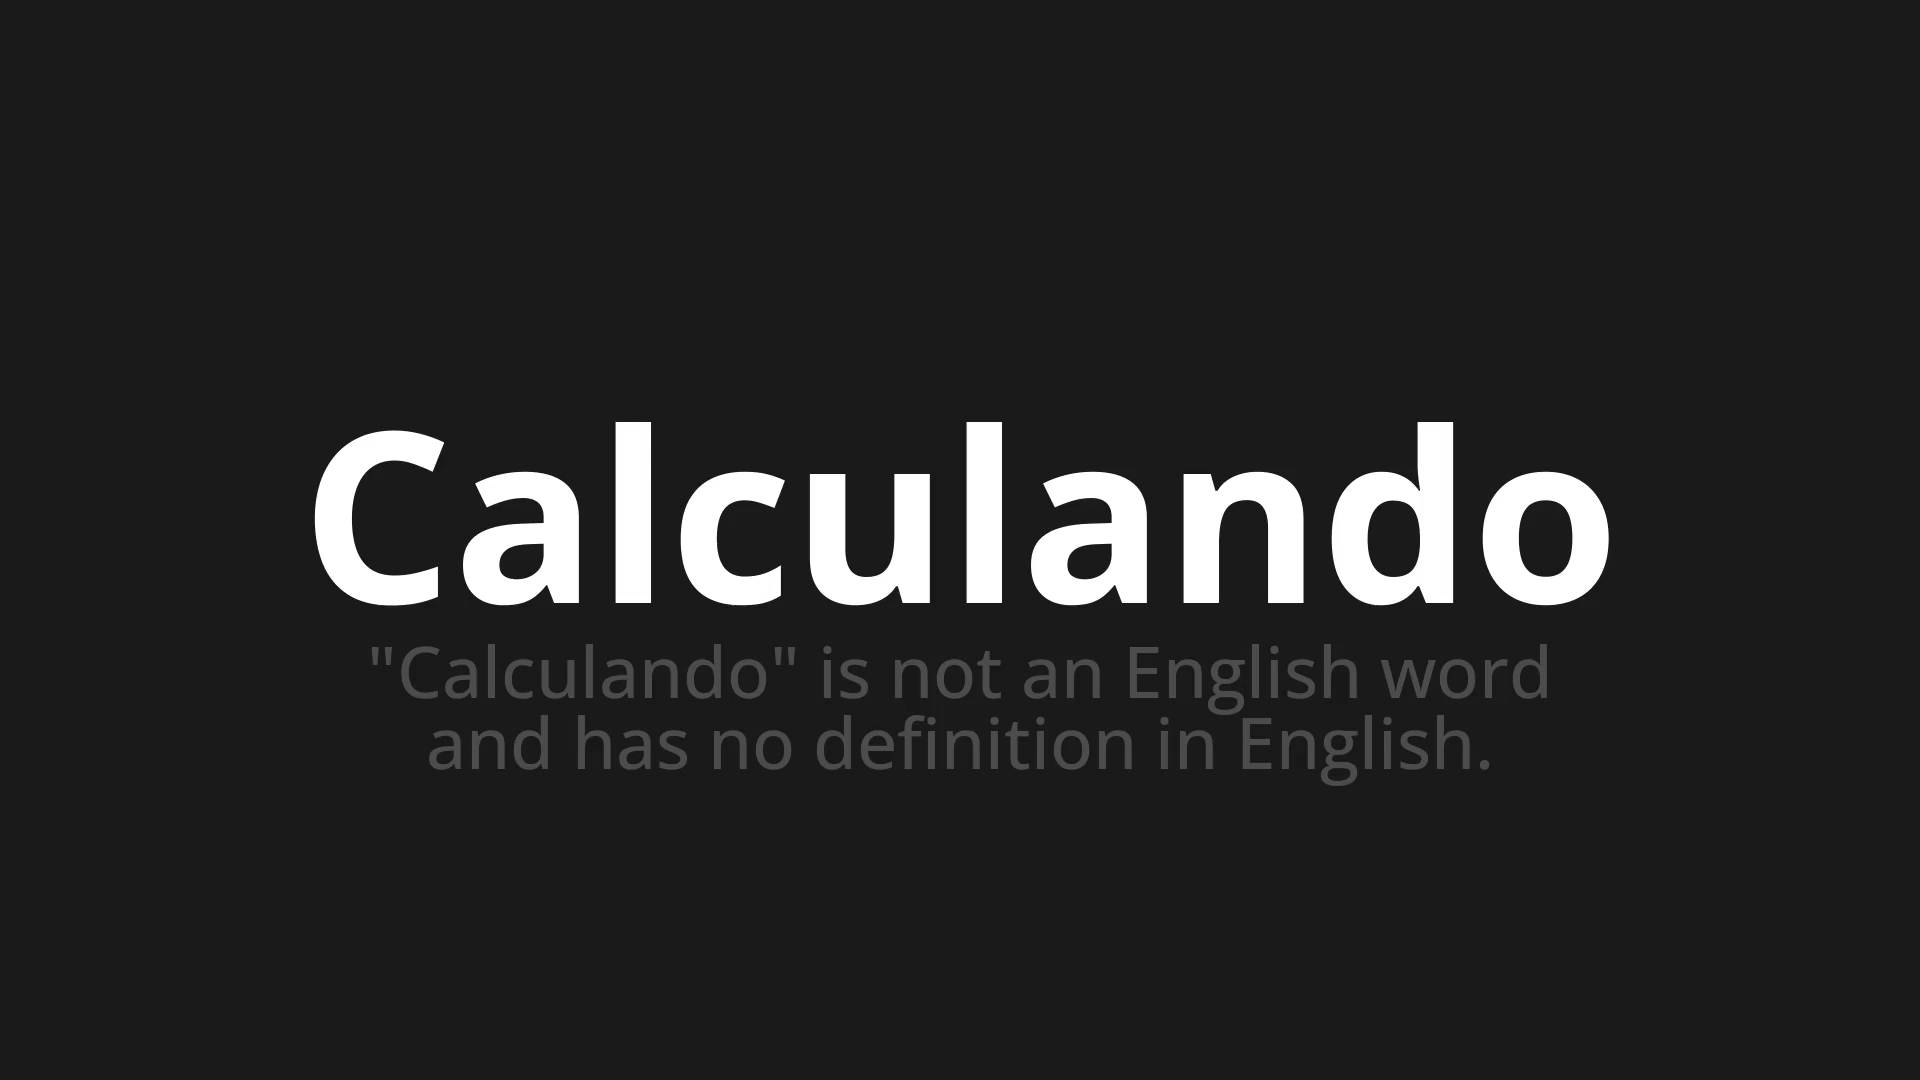 Calculando
"Calculando" is not an English word
and has no definition in English.